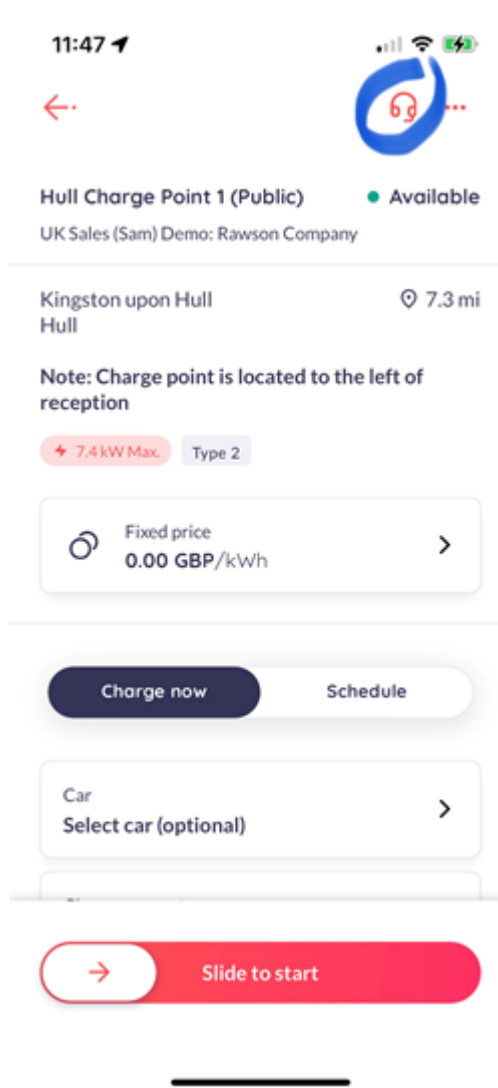 11:47
Hull Charge Point 1 (Public)
Available
UK Sales (Sam) Demo: Rawson Company
Kingston upon Hull
7.3 mi
Hull
Note: Charge point is located to the left of
reception
7.4 kW Max.
Type 2
Fixed price
0.00 GBP/kWh
Charge now
Schedule
Car
Select car (optional)
Slide to start